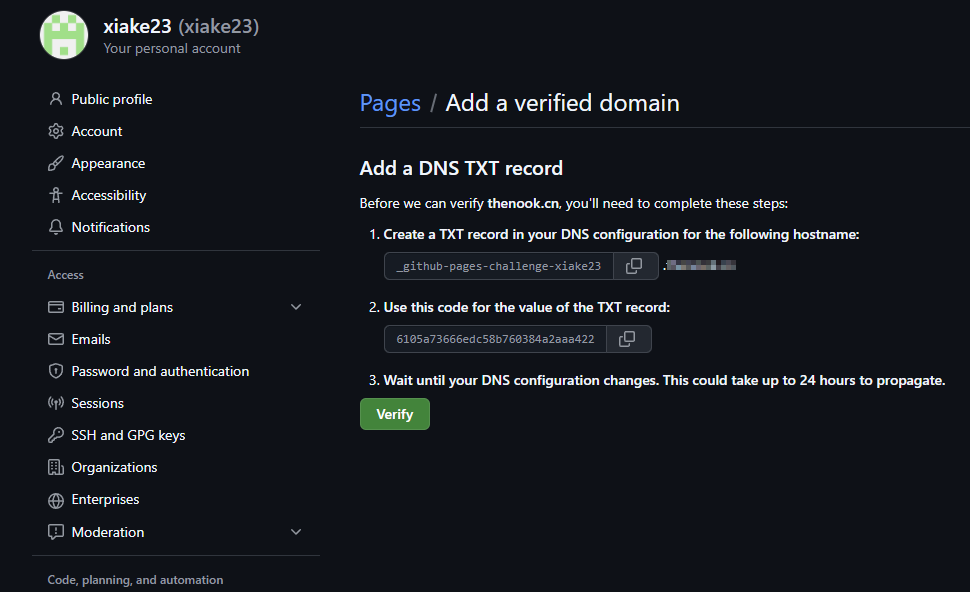 xiake23 (xiake23)
Your personal account
Public profile
Account
Appearance
Accessibility
Notifications
Access
Billing and plans
Emails
Password and authentication
Sessions
SSH and GPG keys
Organizations
Enterprises
Moderation
Code, planning, and automation
Pages / Add a verified domain
Add a DNS TXT record
Before we can verify thenook.cn, you'll need to complete these steps:
1. Create a TXT record in your DNS configuration for the following hostname:
_github-pages-challenge-xiake23 .
2. Use this code for the value of the TXT record:
6105a73666edc58b760384a2aaa422
3. Wait until your DNS configuration changes. This could take up to 24 hours to propagate.
Verify